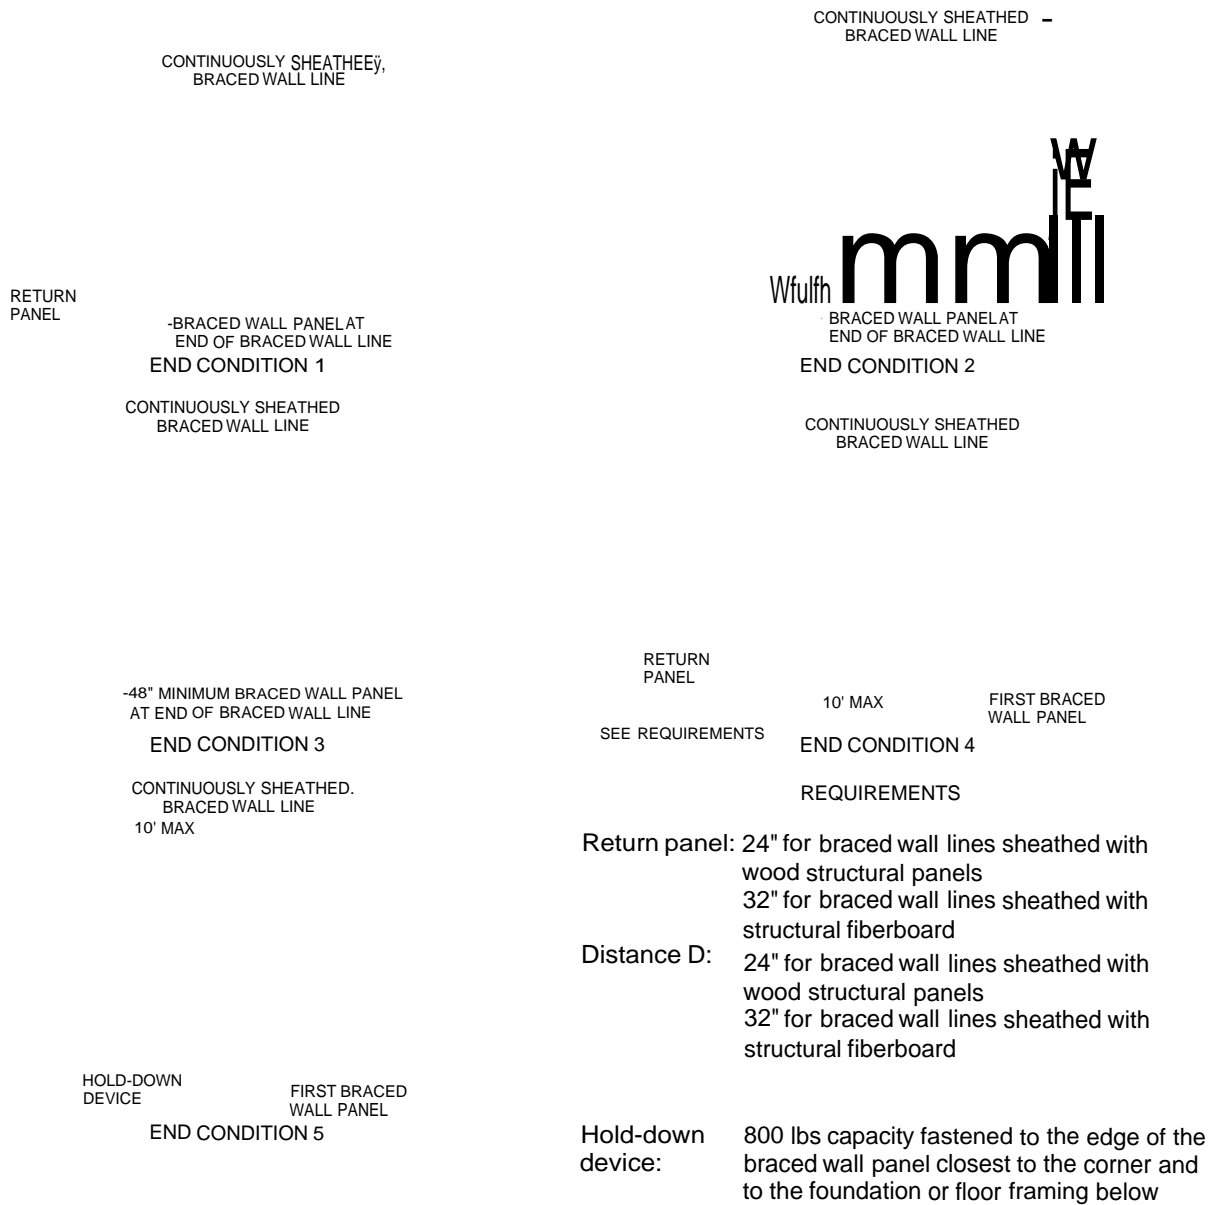 CONTINUOUSLY SHEATHEEÿ,
BRACED WALL LINE
RETURN
PANEL
-BRACED WALL PANEL AT
END OF BRACED WALL LINE
END CONDITION 1
CONTINUOUSLY SHEATHED –
BRACED WALL LINE
Wfulfh mm
BRACED WALL PANEL AT
END OF BRACED WALL LINE
END CONDITION 2
CONTINUOUSLY SHEATHED
BRACED WALL LINE
-48" MINIMUM BRACED WALL PANEL
AT END OF BRACED WALL LINE
END CONDITION 3
CONTINUOUSLY SHEATHED
BRACED WALL LINE
RETURN
PANEL
10' MAX
FIRST BRACED
WALL PANEL
SEE REQUIREMENTS
END CONDITION 4
CONTINUOUSLY SHEATHED.
BRACED WALL LINE
10' MAX
HOLD-DOWN
DEVICE
FIRST BRACED
WALL PANEL
END CONDITION 5
REQUIREMENTS
Return panel: 24" for braced wall lines sheathed with
wood structural panels
32" for braced wall lines sheathed with
structural fiberboard
Distance D: 24" for braced wall lines sheathed with
wood structural panels
32" for braced wall lines sheathed with
structural fiberboard
Hold-down device: 800 lbs capacity fastened to the edge of the
braced wall panel closest to the corner and
to the foundation or floor framing below